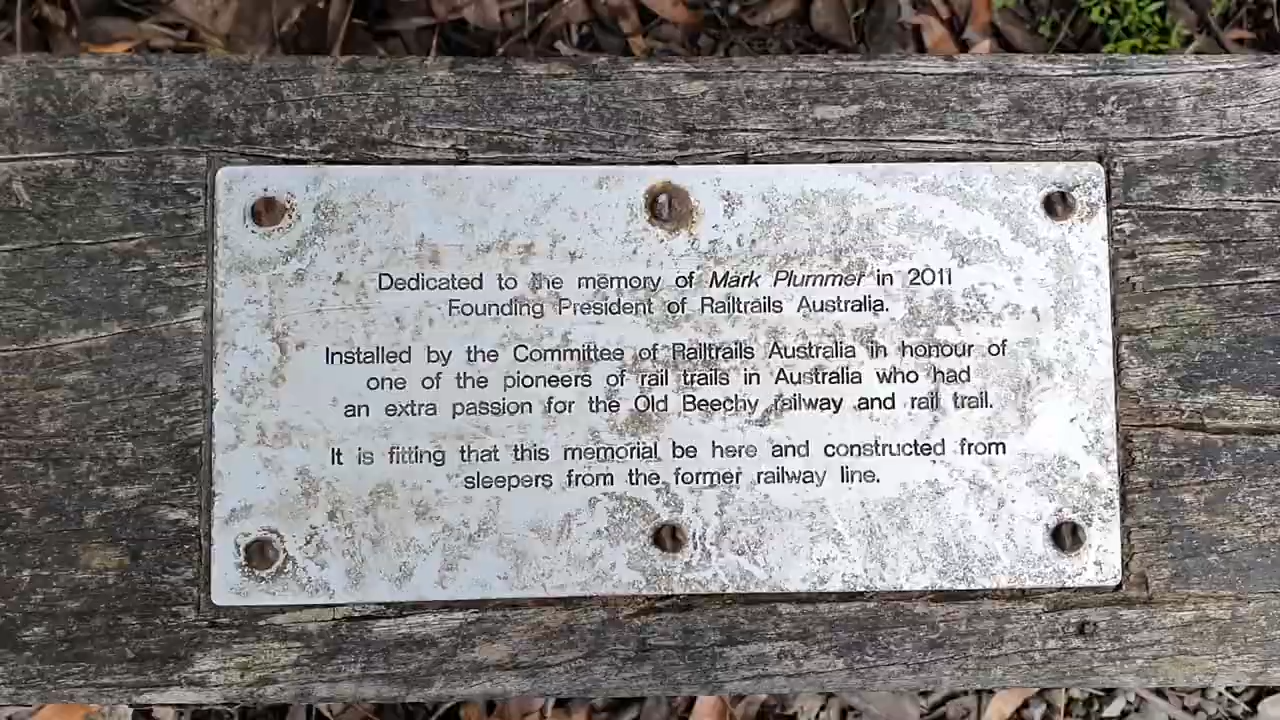 Dedicated to the memory of Mark Plummer in 2011
Founding President of Railtrails Australia.
Installed by the Committee of Railtrails Australia in honour of
one of the pioneers of rail trails in Australia who had
an extra passion for the Old Beechy railway and rail trail.
It is fitting that this memorial be here and constructed from
sleepers from the former railway line.